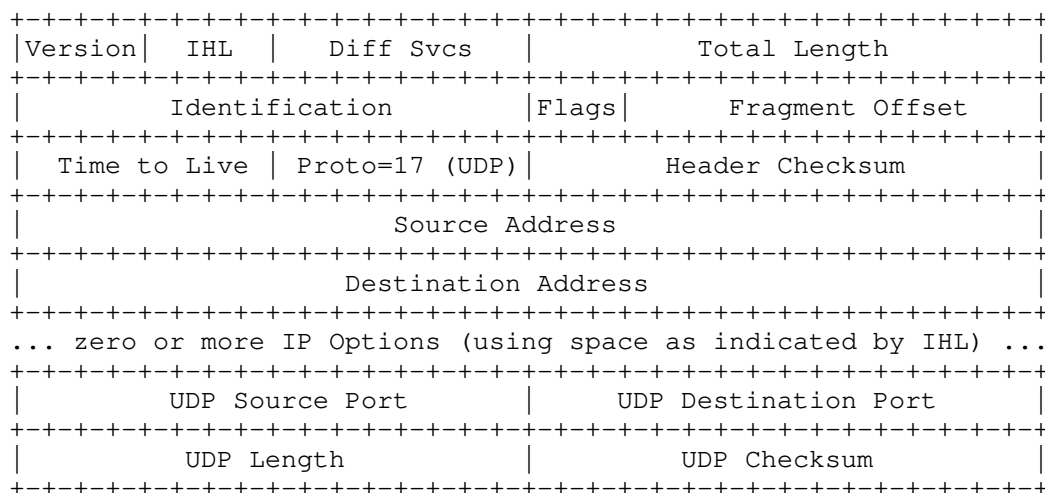 +-+-+-+-+-+-+-+-+-+-+-+-+-+-+-+-+-+-+-+-+-+-+-+-+-+-+-+-+-+-+-+-+
|Version|  IHL  |   Diff Svcs   |          Total Length         |
+-+-+-+-+-+-+-+-+-+-+-+-+-+-+-+-+-+-+-+-+-+-+-+-+-+-+-+-+-+-+-+-+
|         Identification        |Flags|      Fragment Offset    |
+-+-+-+-+-+-+-+-+-+-+-+-+-+-+-+-+-+-+-+-+-+-+-+-+-+-+-+-+-+-+-+-+
|  Time to Live | Proto=17 (UDP)|        Header Checksum        |
+-+-+-+-+-+-+-+-+-+-+-+-+-+-+-+-+-+-+-+-+-+-+-+-+-+-+-+-+-+-+-+-+
|                       Source Address                          |
+-+-+-+-+-+-+-+-+-+-+-+-+-+-+-+-+-+-+-+-+-+-+-+-+-+-+-+-+-+-+-+-+
|                    Destination Address                        |
+-+-+-+-+-+-+-+-+-+-+-+-+-+-+-+-+-+-+-+-+-+-+-+-+-+-+-+-+-+-+-+-+
... zero or more IP Options (using space as indicated by IHL) ...
+-+-+-+-+-+-+-+-+-+-+-+-+-+-+-+-+-+-+-+-+-+-+-+-+-+-+-+-+-+-+-+-+
|         UDP Source Port       |     UDP Destination Port      |
+-+-+-+-+-+-+-+-+-+-+-+-+-+-+-+-+-+-+-+-+-+-+-+-+-+-+-+-+-+-+-+-+
|          UDP Length           |         UDP Checksum          |
+-+-+-+-+-+-+-+-+-+-+-+-+-+-+-+-+-+-+-+-+-+-+-+-+-+-+-+-+-+-+-+-+